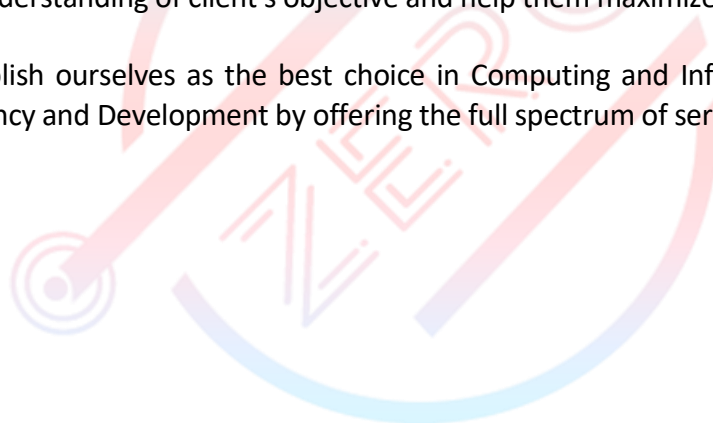 derstanding of client's objective and help them maximize
lish ourselves as the best choice in Computing and Inf
ncy and Development by offering the full spectrum of ser
ZERO